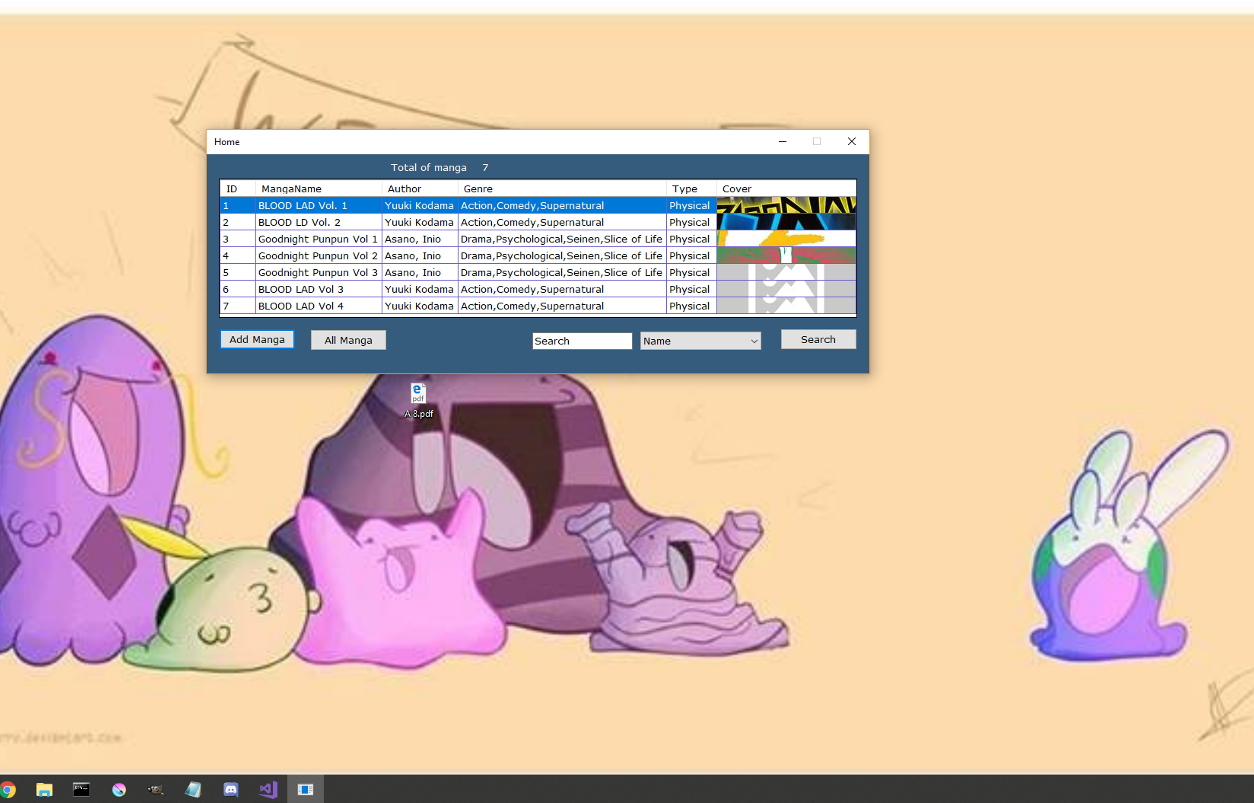 Home
Total of manga 7
ID MangaName Author Genre Type Cover
1 BLOOD LAD Vol. 1 Yuuki Kodama Action,Comedy,Supernatural Physical
2 BLOOD LD Vol. 2 Yuuki Kodama Action,Comedy,Supernatural Physical
3 Goodnight Punpun Vol 1 Asano, Inio Drama,Psychological,Seinen,Slice of Life Physical
4 Goodnight Punpun Vol 2 Asano, Inio Drama,Psychological,Seinen,Slice of Life Physical
5 Goodnight Punpun Vol 3 Asano, Inio Drama,Psychological,Seinen,Slice of Life Physical
6 BLOOD LAD Vol 3 Yuuki Kodama Action,Comedy,Supernatural Physical
7 BLOOD LAD Vol 4 Yuuki Kodama Action,Comedy,Supernatural Physical
Add Manga All Manga Search Name Search
e
pdf
A 8.pdf